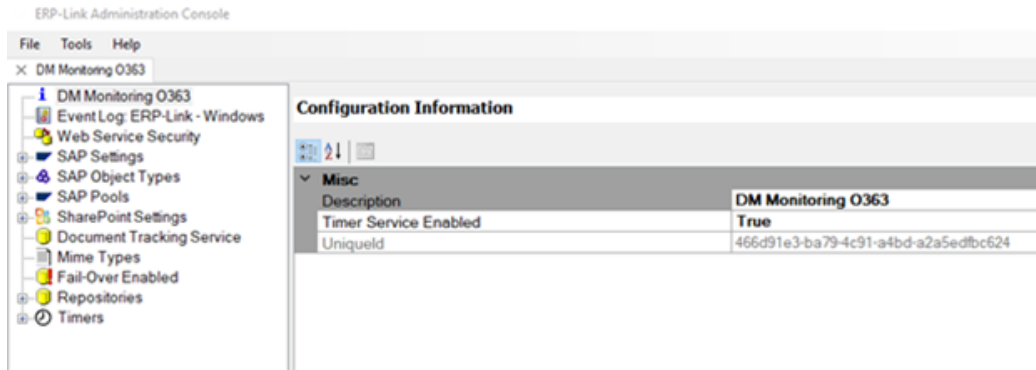 ERP-Link Administration Console
File Tools Help
DM Monitoring O363
DM Monitoring O363
Event Log: ERP-Link - Windows
Web Service Security
SAP Settings
SAP Object Types
SAP Pools
SharePoint Settings
Document Tracking Service
Mime Types
Fail-Over Enabled
Repositories
Timers
Configuration Information
Misc
Description DM Monitoring O363
Timer Service Enabled True
UniqueId 466d91e3-ba79-4c91-a4bd-a2a5edfbc624